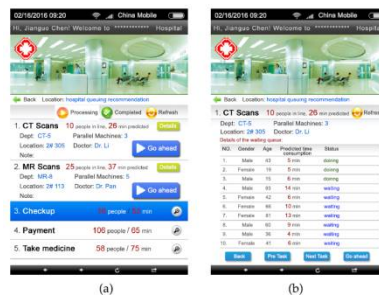 02/16/2016 09:20 China Mobile
Hi, Jianguo Chen! Welcome to *********** Hospital
Back Location: hospital queuing recommendation
Processing Completed Refresh
1. CT Scans 10 people in line, 26 min predicted Details
Dept: CT-5 Parallel Machines: 3
Location: 2# 305 Doctor: Dr. Li
Note: Go ahead
2. MR Scans 25 people in line, 37 min predicted Details
Dept: MR-8 Parallel Machines: 5
Location: 2# 113 Doctor: Dr. Pan
Note: Go ahead
3. Checkup people / min
4. Payment 106 people / 65 min
5. Take medicine 58 people / 75 min
(a)
02/16/2016 09:20 China Mobile
Hi, Jianguo Chen! Welcome to *********** Hospital
Back Location: hospital queuing recommendation
1. CT Scans 10 people in line, 26 min predicted Refresh
Dept: CT-5 Parallel Machines: 3
Location: 2# 305 Doctor: Dr. Li
Details of the waiting queue:
NO. Gender Age Predicted time consumption Status
1. Male 43 5 min doing
2. Female 19 5 min doing
3. Male 15 6 min doing
4. Male 83 14 min waiting
5. Female 42 6 min waiting
6. Female 68 13 min waiting
7. Female 81 13 min waiting
8. Male 60 9 min waiting
9. Male 36 4 min waiting
10. Female 41 6 min waiting
Back Pre Task Next Task Go ahead
(b)